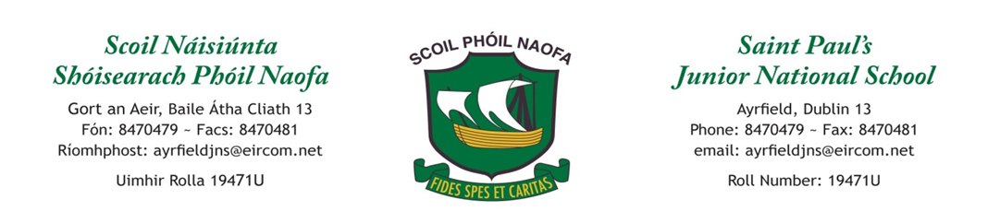 Scoil Náisiúnta
Shóisearach Phóil Naofa
Gort an Aeir, Baile Átha Cliath 13
Fón: 8470479 ~ Facs: 8470481
Ríomhphost: ayrfieldjns@eircom.net
Uimhir Rolla 19471U
SCOIL PHÓIL NAOFA
FIDES SPES ET CARITAS
Saint Paul's
Junior National School
Ayrfield, Dublin 13
Phone: 8470479 ~ Fax: 8470481
email: ayrfieldjns@eircom.net
Roll Number: 19471U